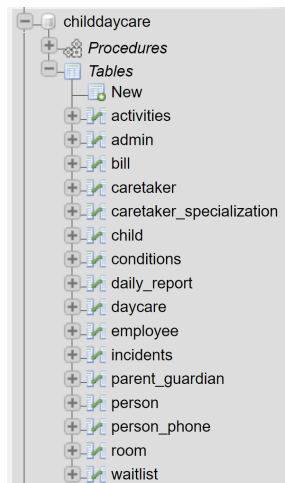 childdaycare
Procedures
Tables
New
activities
admin
bill
caretaker
caretaker_specialization
child
conditions
daily_report
daycare
employee
incidents
parent_guardian
person
person_phone
room
waitlist